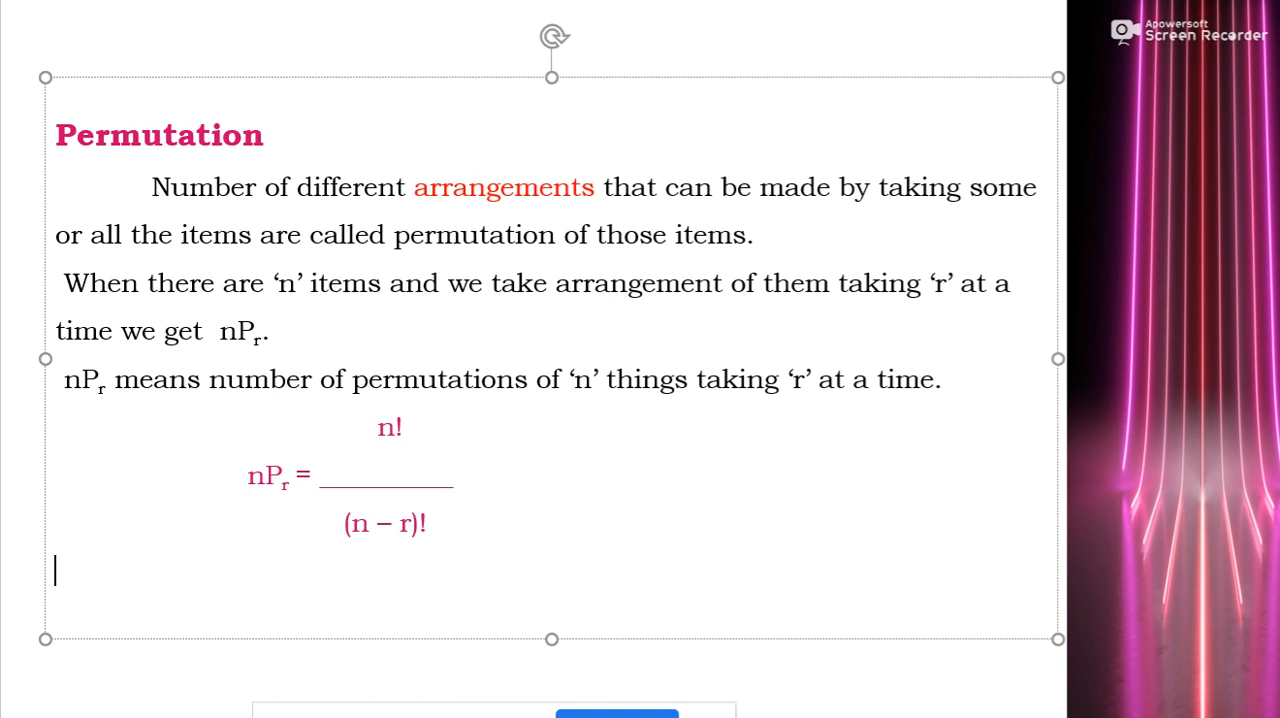 Apowersoft
Screen Recorder
Permutation
Number of different arrangements that can be made by taking some
or all the items are called permutation of those items.
When there are ‘n’ items and we take arrangement of them taking ‘r’ at a
time we get nPr.
nPr means number of permutations of ‘n’ things taking ‘r’ at a time.
n!
nPr = ________
(n – r)!